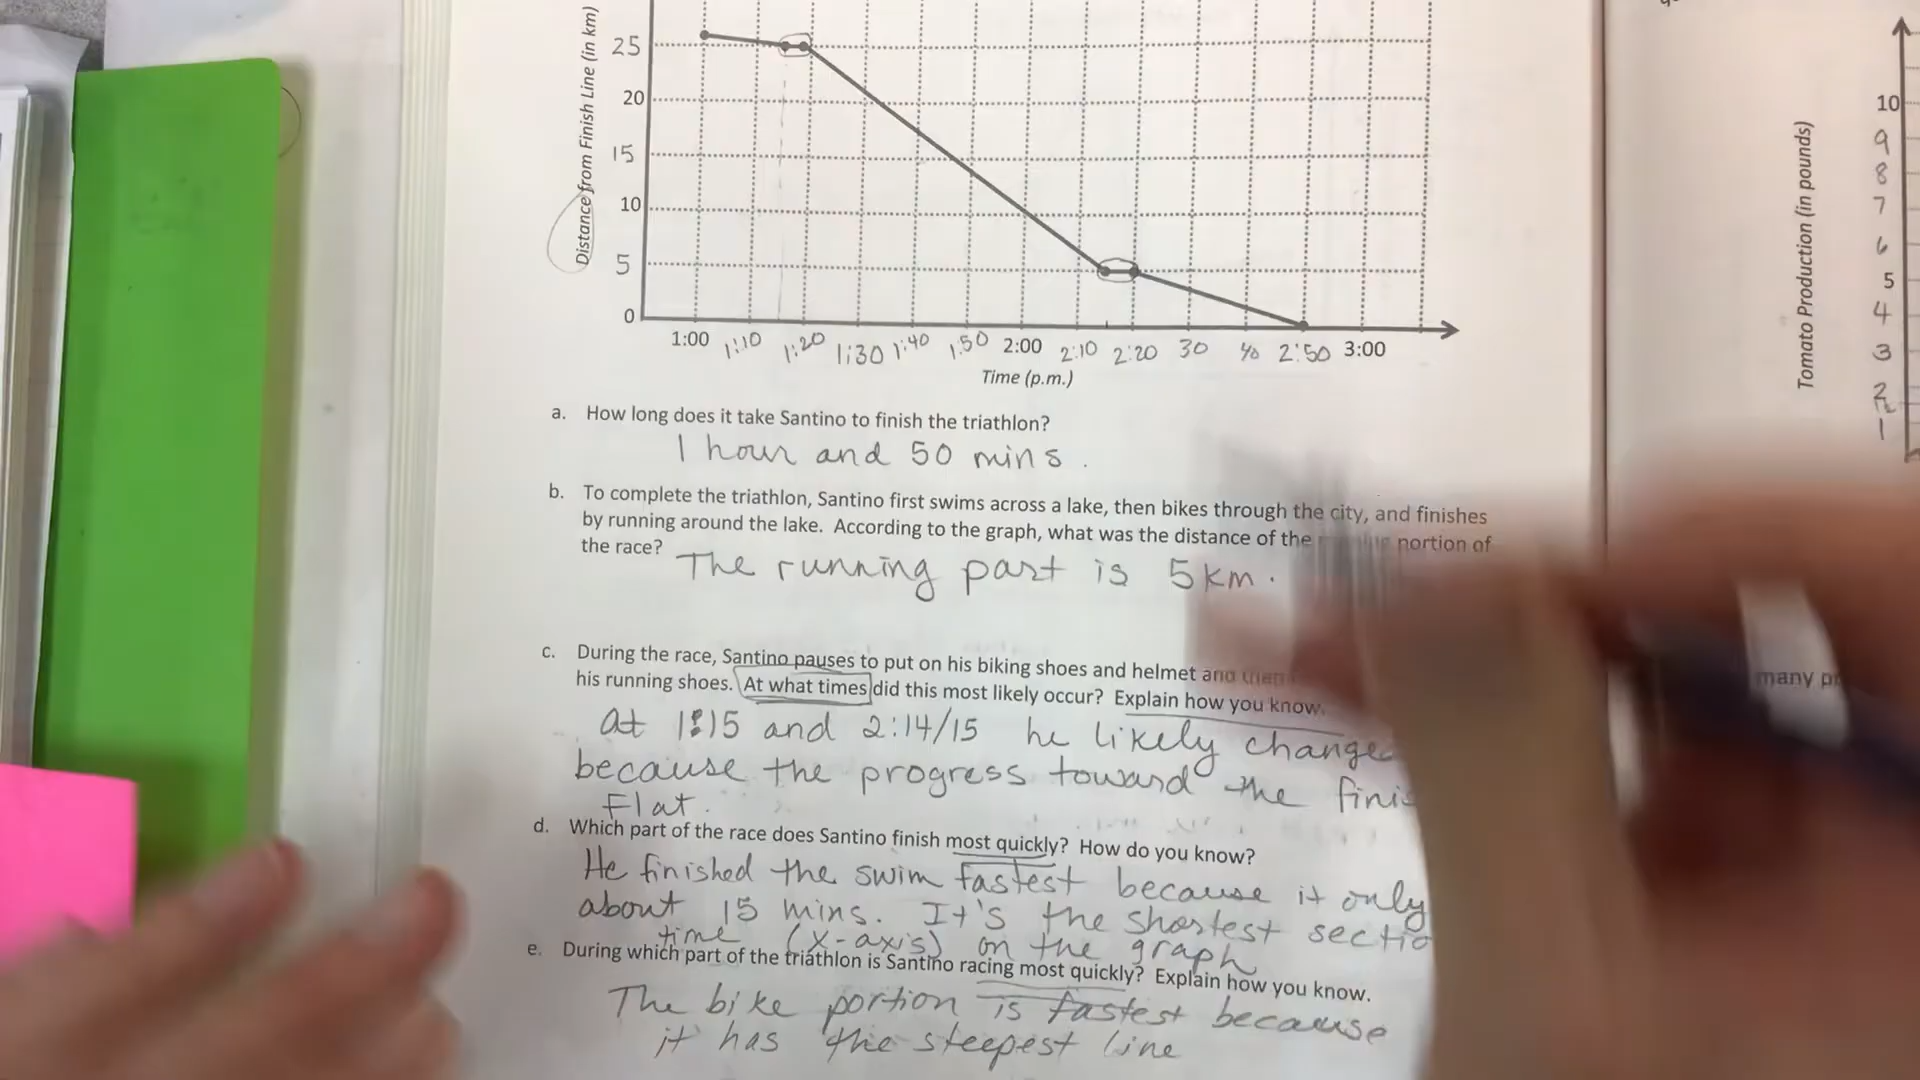 Distance from Finish Line (in km)
25
20
15
10
5
0
1:00 1:10 1:20 1:30 1:40 1:50 2:00 2:10 2:20 30 40 2:50 3:00
Time (p.m.)
a. How long does it take Santino to finish the triathlon?
1 hour and 50 mins.
b. To complete the triathlon, Santino first swims across a lake, then bikes through the city, and finishes
by running around the lake. According to the graph, what was the distance of the portion of
the race?
The running part is 5km.
c. During the race, Santino pauses to put on his biking shoes and helmet and then
his running shoes. At what times did this most likely occur? Explain how you know.
At 1:15 and 2:14/15 he likely change
because the progress toward the finis
Flat.
d. Which part of the race does Santino finish most quickly? How do you know?
He finished the swim fastest because it only
about 15 mins. It's the shortest sectio
time (x-axis) on the graph
e. During which part of the triathlon is Santino racing most quickly? Explain how you know.
The bike portion is fastest because
it has the steepest line
Tomato Production (in pounds)
10
9
8
7
6
5
4
3
2
1
many